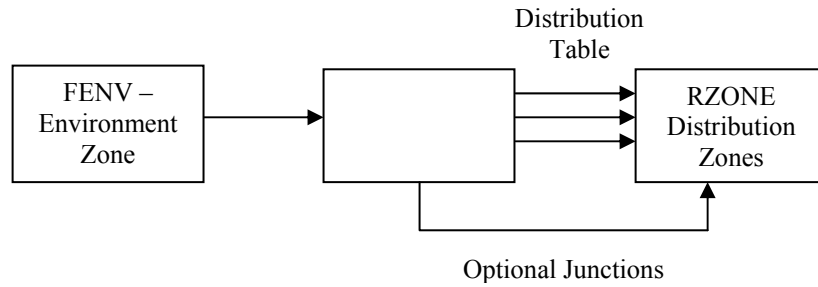 Distribution
Table
FENV –
Environment
Zone
RZONE
Distribution
Zones
Optional Junctions